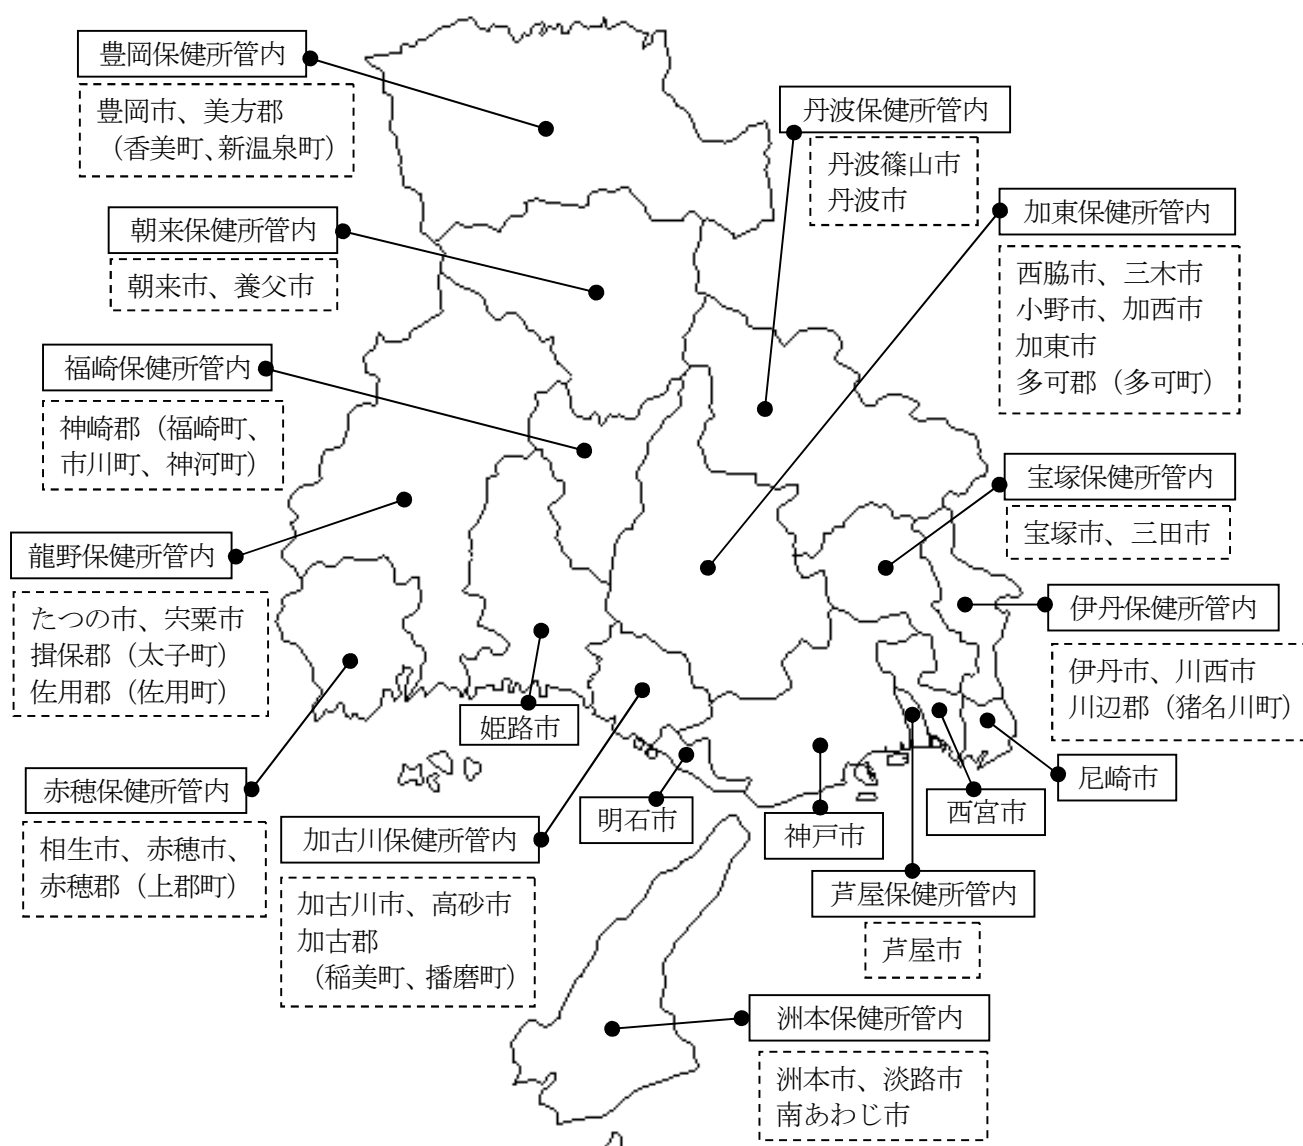 豊岡保健所管内
豊岡市、美方郡
（香美町、新温泉町）
丹波保健所管内
丹波篠山市
丹波市
加東保健所管内
西脇市、三木市
小野市、加西市
加東市
多可郡（多可町）
朝来保健所管内
朝来市、養父市
福崎保健所管内
神崎郡（福崎町、
市川町、神河町）
宝塚保健所管内
宝塚市、三田市
龍野保健所管内
たつの市、宍粟市
揖保郡（太子町）
佐用郡（佐用町）
伊丹保健所管内
伊丹市、川西市
川辺郡（猪名川町）
姫路市
尼崎市
赤穂保健所管内
相生市、赤穂市、
赤穂郡（上郡町）
加古川保健所管内
加古川市、高砂市
加古郡
（稲美町、播磨町）
明石市
神戸市
西宮市
芦屋保健所管内
芦屋市
洲本保健所管内
洲本市、淡路市
南あわじ市